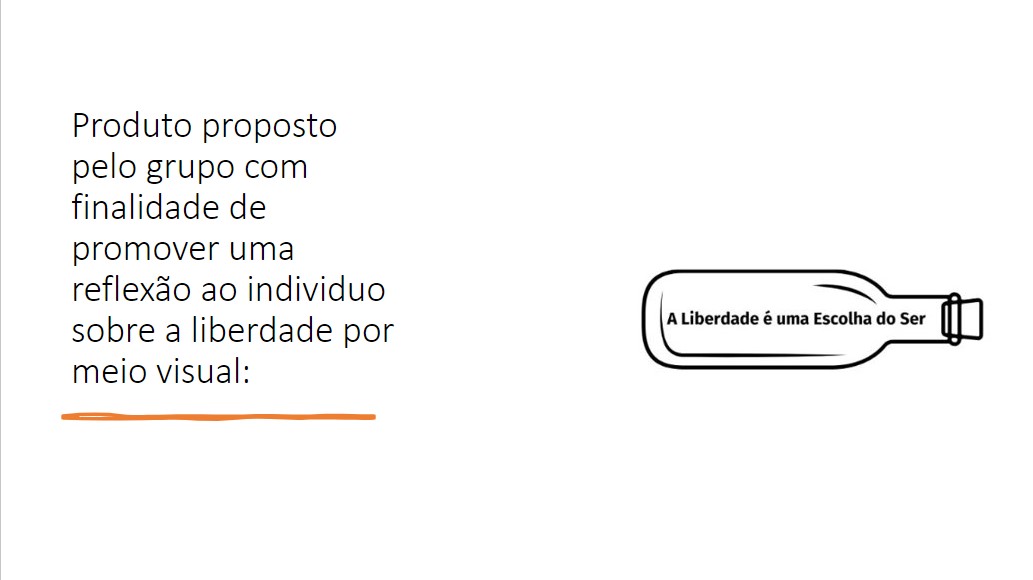 Produto proposto
pelo grupo com
finalidade de
promover uma
reflexão ao individuo
sobre a liberdade por
meio visual:
A Liberdade é uma Escolha do Ser